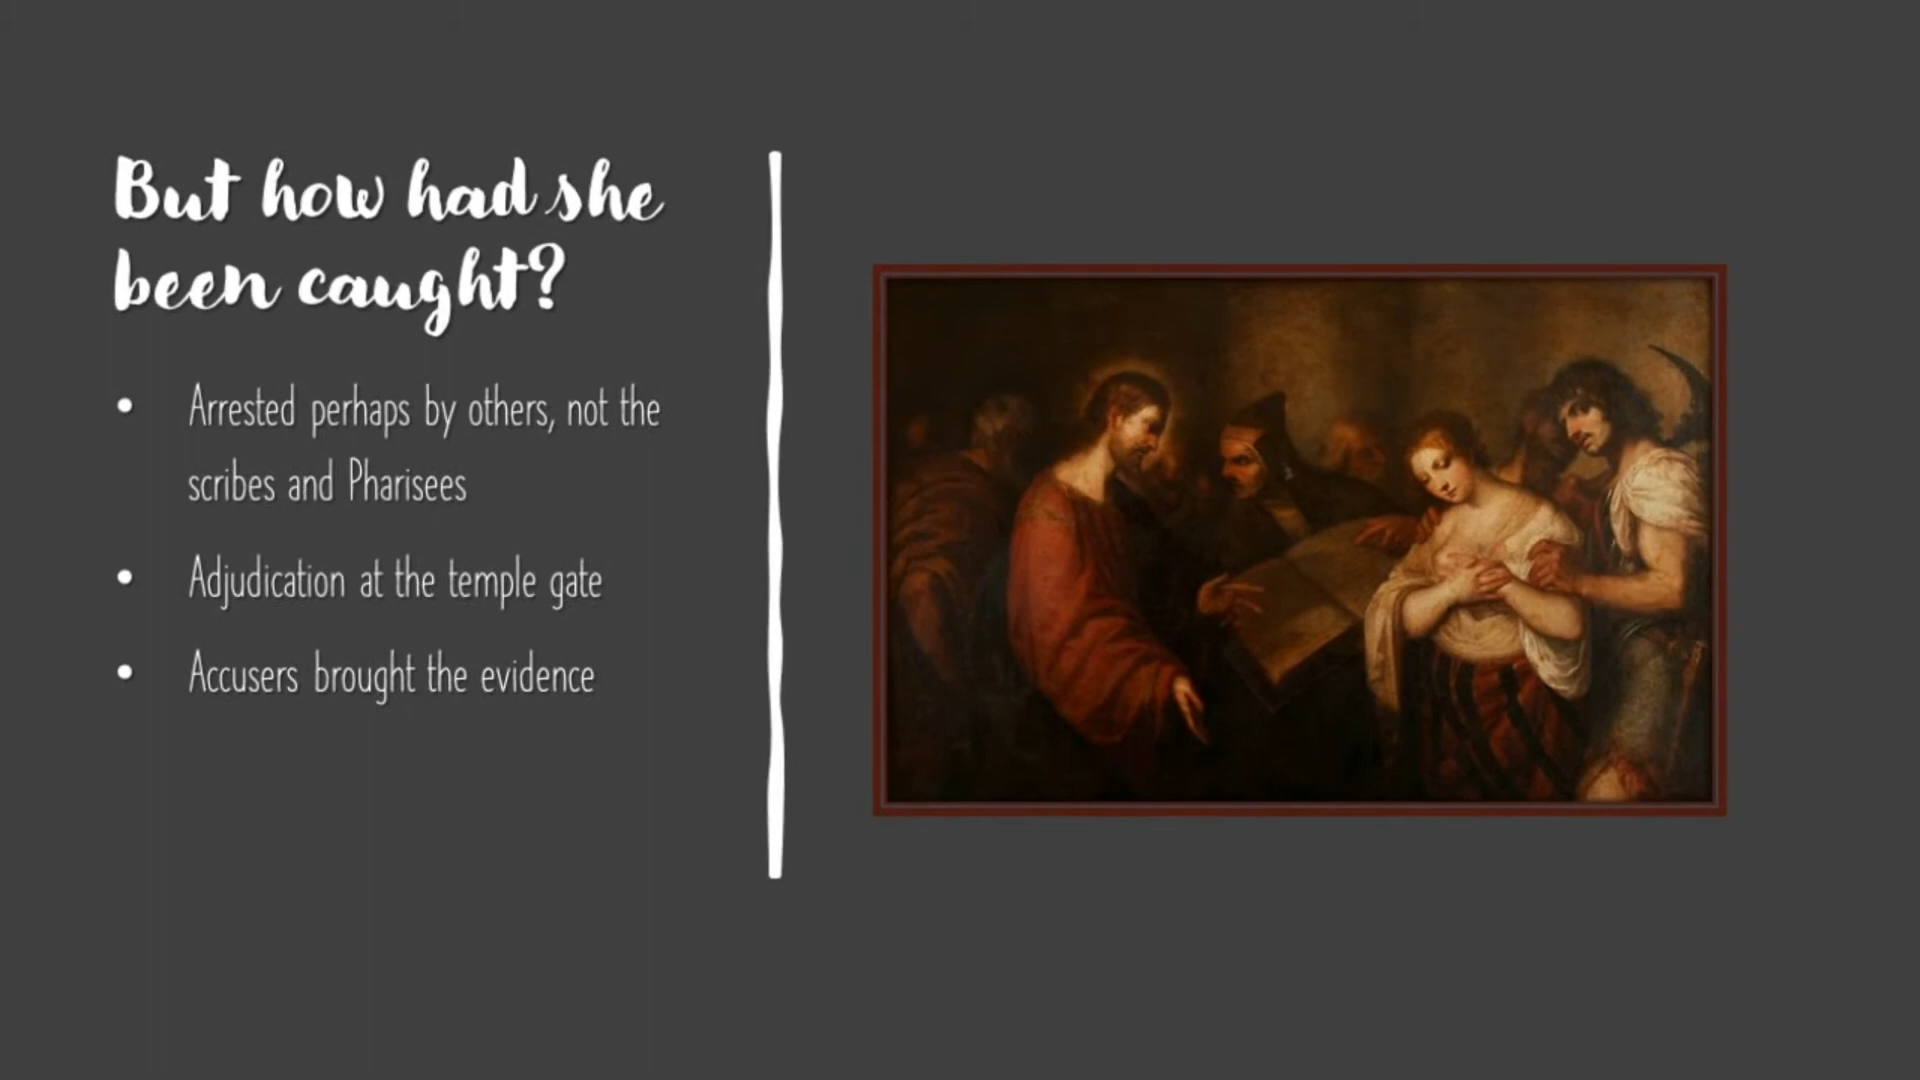 But how had she
been caught?
• Arrested perhaps by others, not the
scribes and Pharisees
• Adjudication at the temple gate
• Accusers brought the evidence